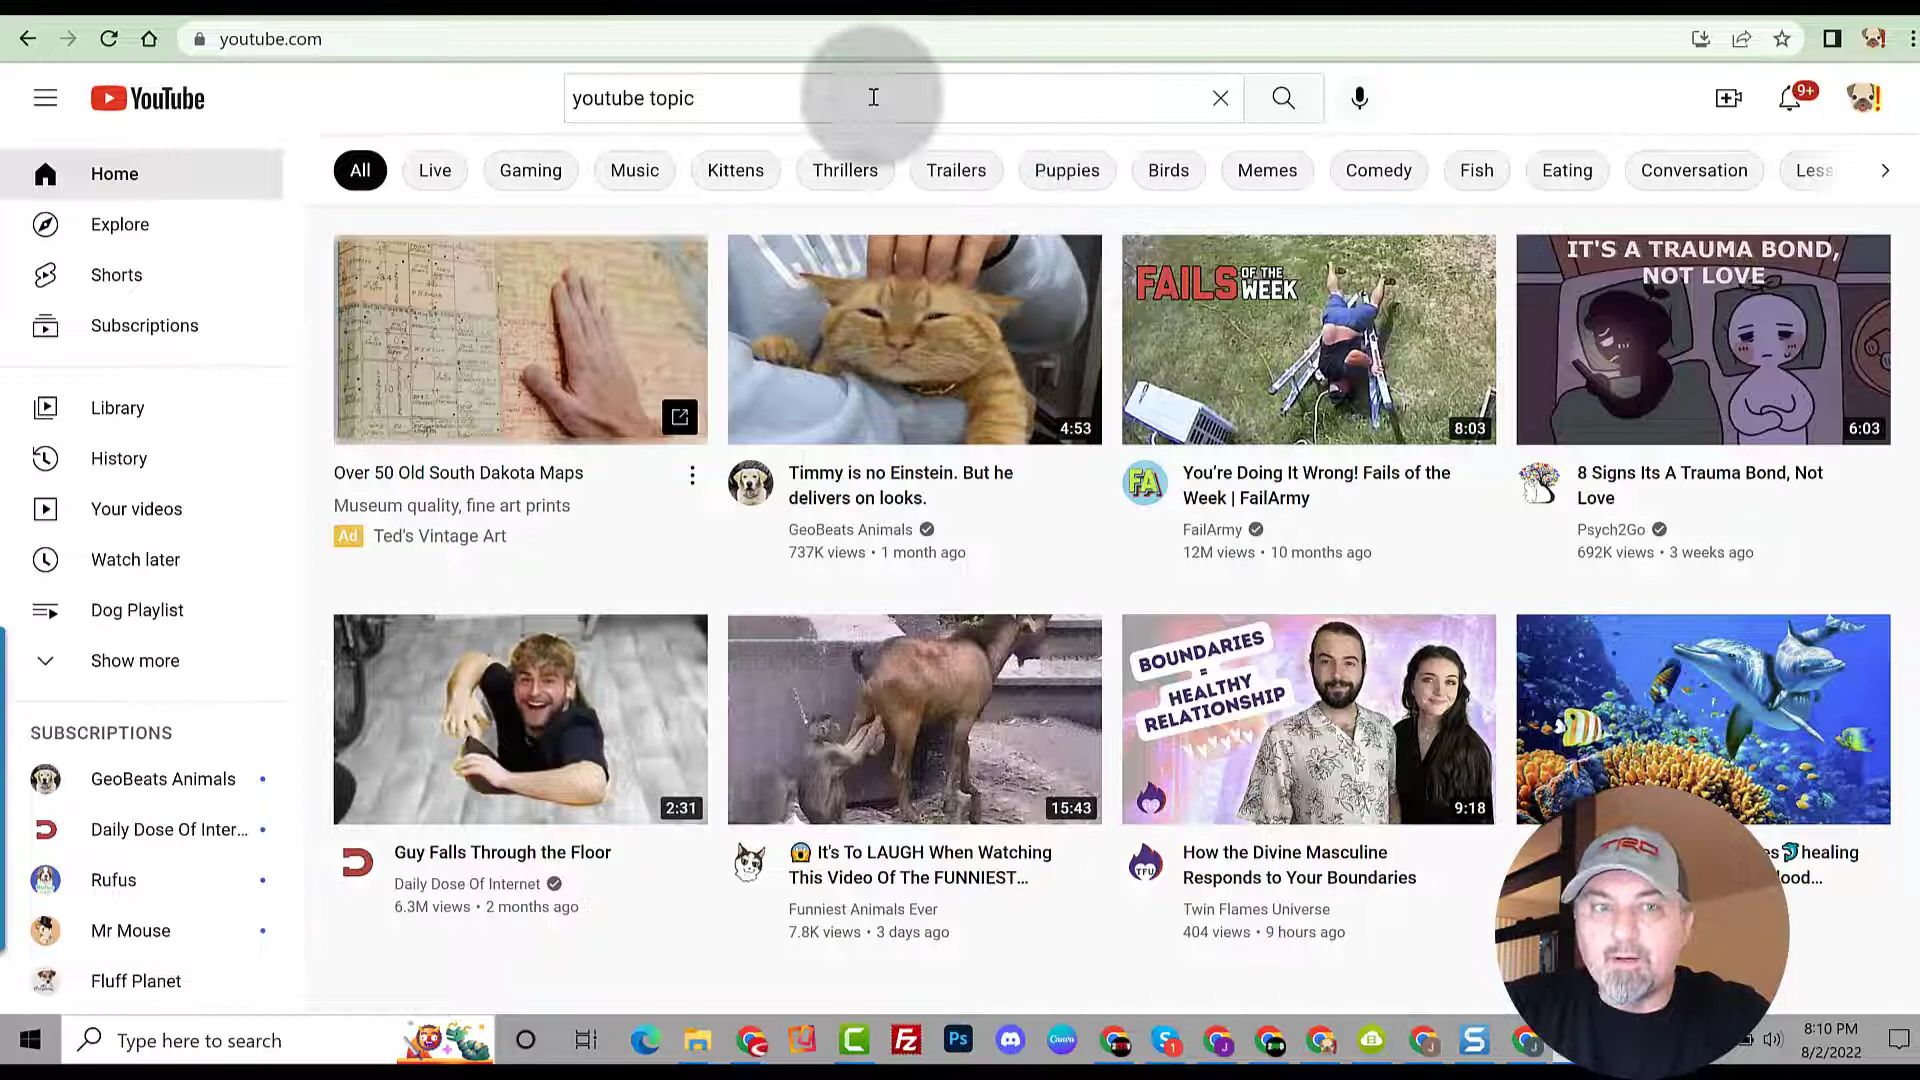 youtube.com
YouTube
youtube topic
9+
All
Live
Gaming
Music
Kittens
Thrillers
Trailers
Puppies
Birds
Memes
Comedy
Fish
Eating
Conversation
Less
Home
Explore
Shorts
Subscriptions
Library
History
Your videos
Watch later
Dog Playlist
Show more
SUBSCRIPTIONS
GeoBeats Animals
Daily Dose Of Inter...
Rufus
Mr Mouse
Fluff Planet
Over 50 Old South Dakota Maps
Museum quality, fine art prints
Ad Ted's Vintage Art
4:53
Timmy is no Einstein. But he
delivers on looks.
GeoBeats Animals
737K views • 1 month ago
FAILS OF THE
WEEK
8:03
FA
You're Doing It Wrong! Fails of the
Week | FailArmy
FailArmy
12M views • 10 months ago
IT'S A TRAUMA BOND,
NOT LOVE
6:03
8 Signs Its A Trauma Bond, Not
Love
Psych2Go
692K views • 3 weeks ago
2:31
Guy Falls Through the Floor
Daily Dose Of Internet
6.3M views • 2 months ago
15:43
😱 It's To LAUGH When Watching
This Video Of The FUNNIEST...
Funniest Animals Ever
7.8K views • 3 days ago
BOUNDARIES
=
HEALTHY
RELATIONSHIP
9:18
TFU
How the Divine Masculine
Responds to Your Boundaries
Twin Flames Universe
404 views • 9 hours ago
es 🐬 healing
lood...
TRD
Type here to search
Fz
Ps
Canva
1
8:10 PM
8/2/2022